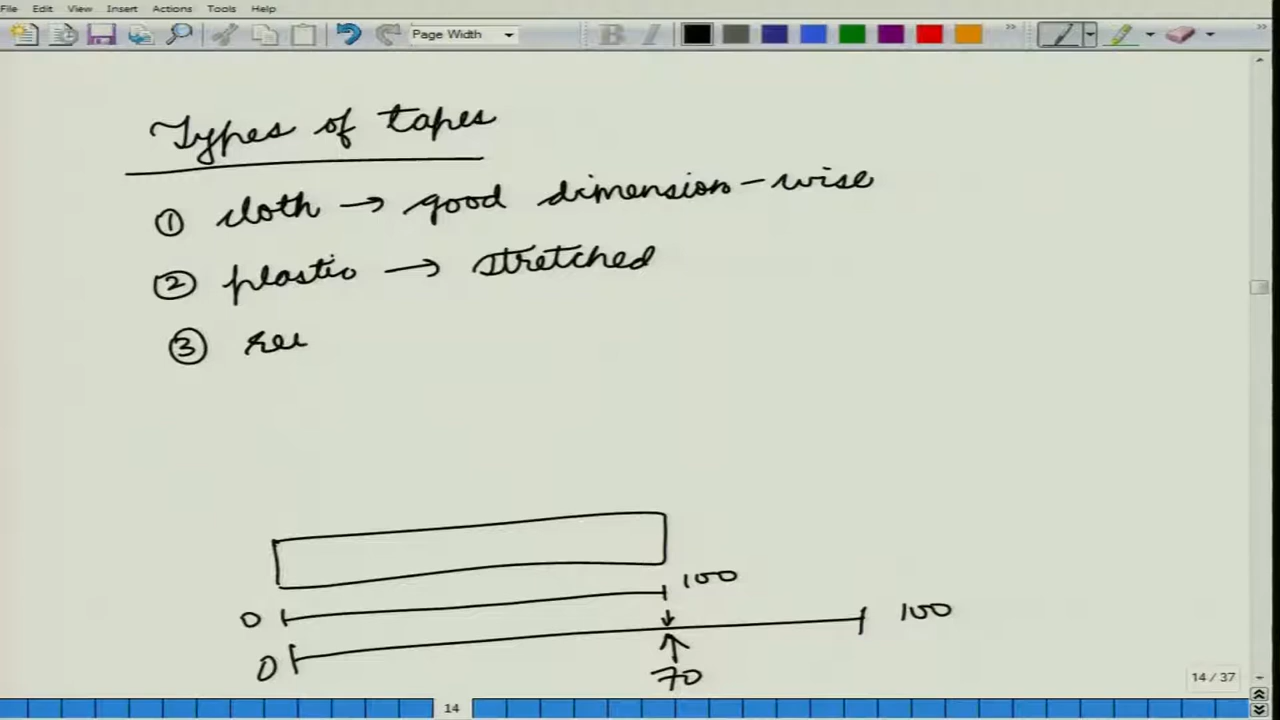 File Edit View Insert Actions Tools Help
Page Width B I
Types of tapes
① cloth → good dimension-wise
② plastic → stretched
③
100
0
100
0
70
14 / 37
14